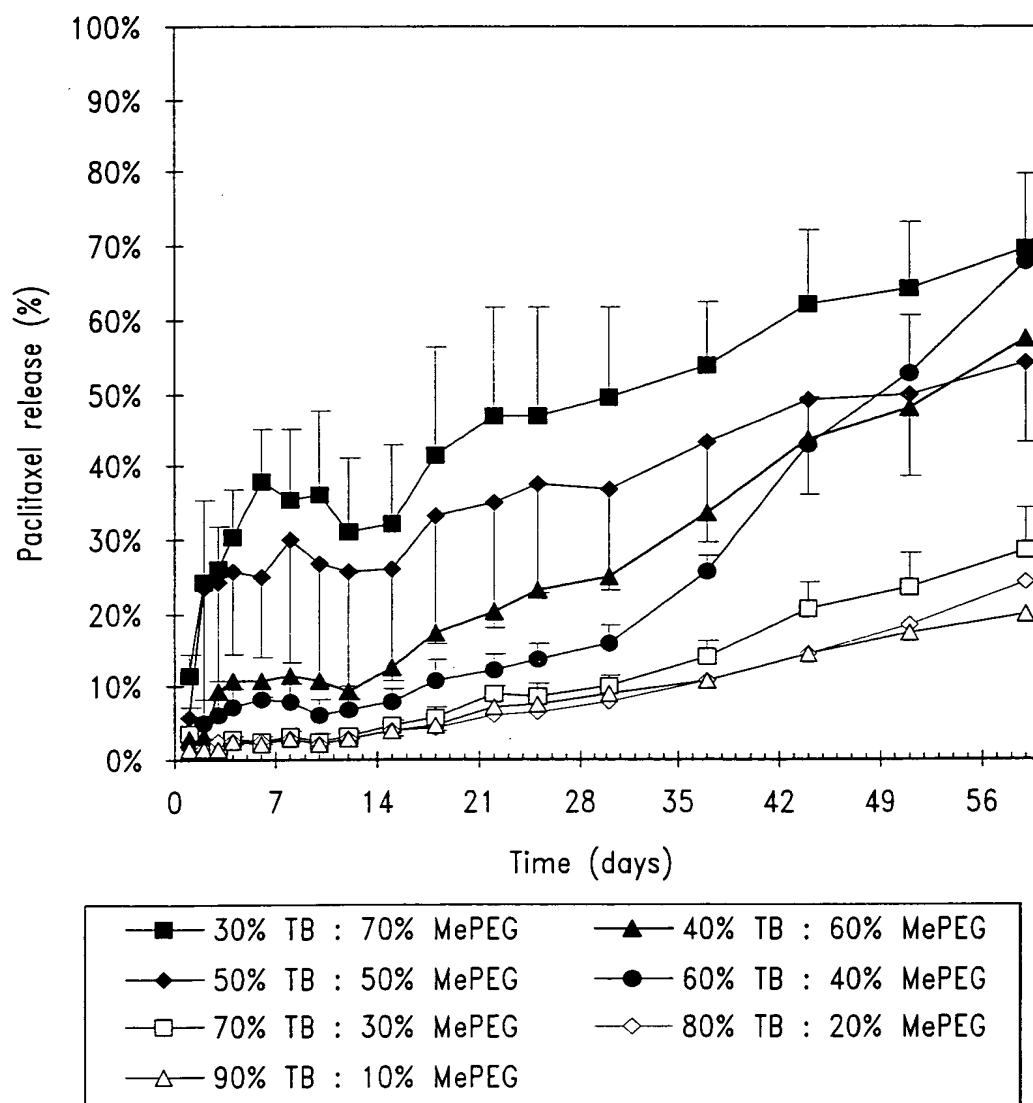 100%
90%
80%
70%
60%
50%
40%
30%
20%
10%
0%
Paclitaxel release (%)
0 7 14 21 28 35 42 49 56
Time (days)
30% TB : 70% MePEG
40% TB : 60% MePEG
50% TB : 50% MePEG
60% TB : 40% MePEG
70% TB : 30% MePEG
80% TB : 20% MePEG
90% TB : 10% MePEG